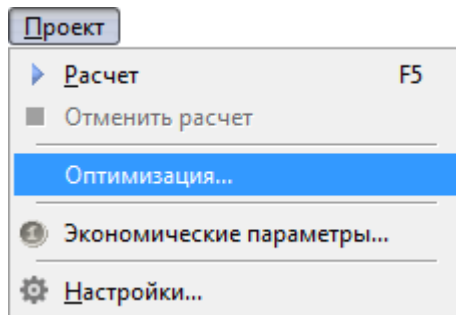 Проект
Расчет F5
Отменить расчет
Оптимизация...
Экономические параметры...
Настройки...